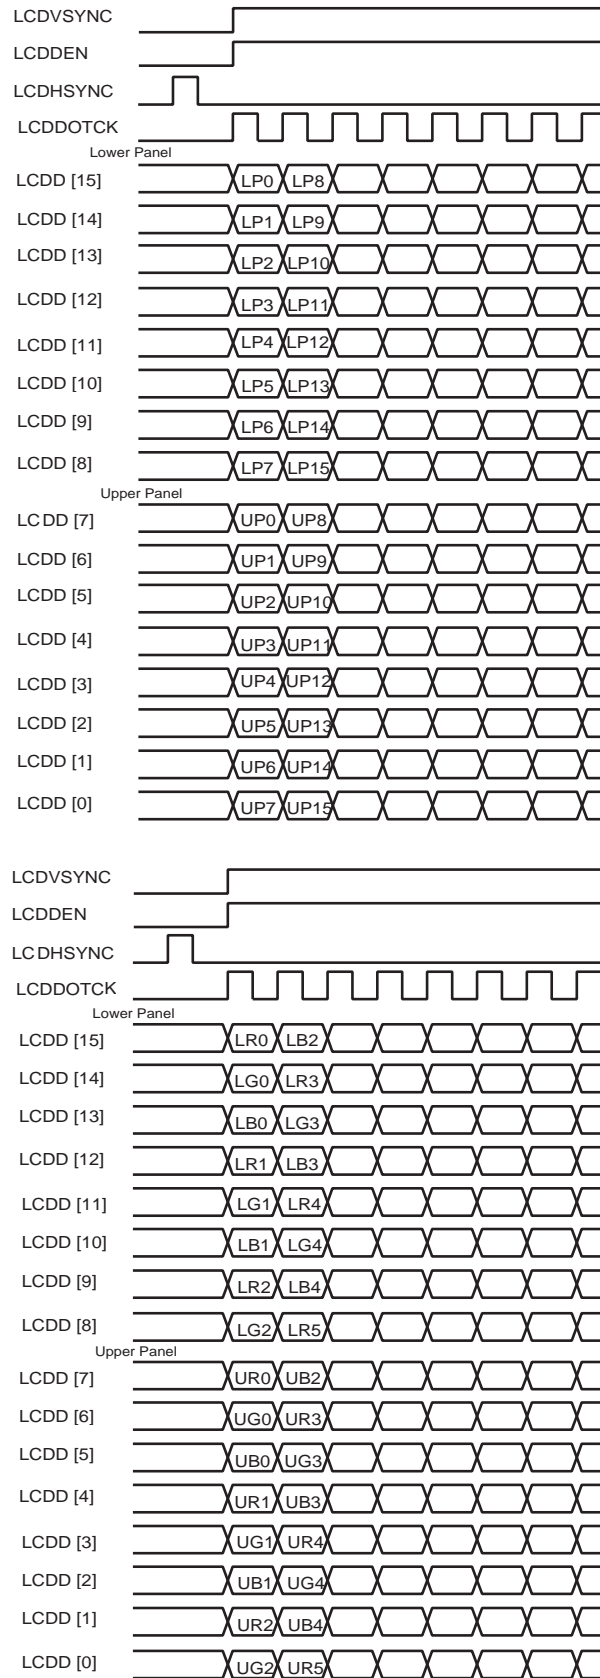 LCDVSYNC
LCDDEN
LCDHSYNC
LCDDOTCK
Lower Panel
LCDD [15] LP0 LP8
LCDD [14] LP1 LP9
LCDD [13] LP2 LP10
LCDD [12] LP3 LP11
LCDD [11] LP4 LP12
LCDD [10] LP5 LP13
LCDD [9] LP6 LP14
LCDD [8] LP7 LP15
Upper Panel
LCDD [7] UP0 UP8
LCDD [6] UP1 UP9
LCDD [5] UP2 UP10
LCDD [4] UP3 UP11
LCDD [3] UP4 UP12
LCDD [2] UP5 UP13
LCDD [1] UP6 UP14
LCDD [0] UP7 UP15
LCDVSYNC
LCDDEN
LCDHSYNC
LCDDOTCK
Lower Panel
LCDD [15] LR0 LB2
LCDD [14] LG0 LR3
LCDD [13] LB0 LG3
LCDD [12] LR1 LB3
LCDD [11] LG1 LR4
LCDD [10] LB1 LG4
LCDD [9] LR2 LB4
LCDD [8] LG2 LR5
Upper Panel
LCDD [7] UR0 UB2
LCDD [6] UG0 UR3
LCDD [5] UB0 UG3
LCDD [4] UR1 UB3
LCDD [3] UG1 UR4
LCDD [2] UB1 UG4
LCDD [1] UR2 UB4
LCDD [0] UG2 UR5